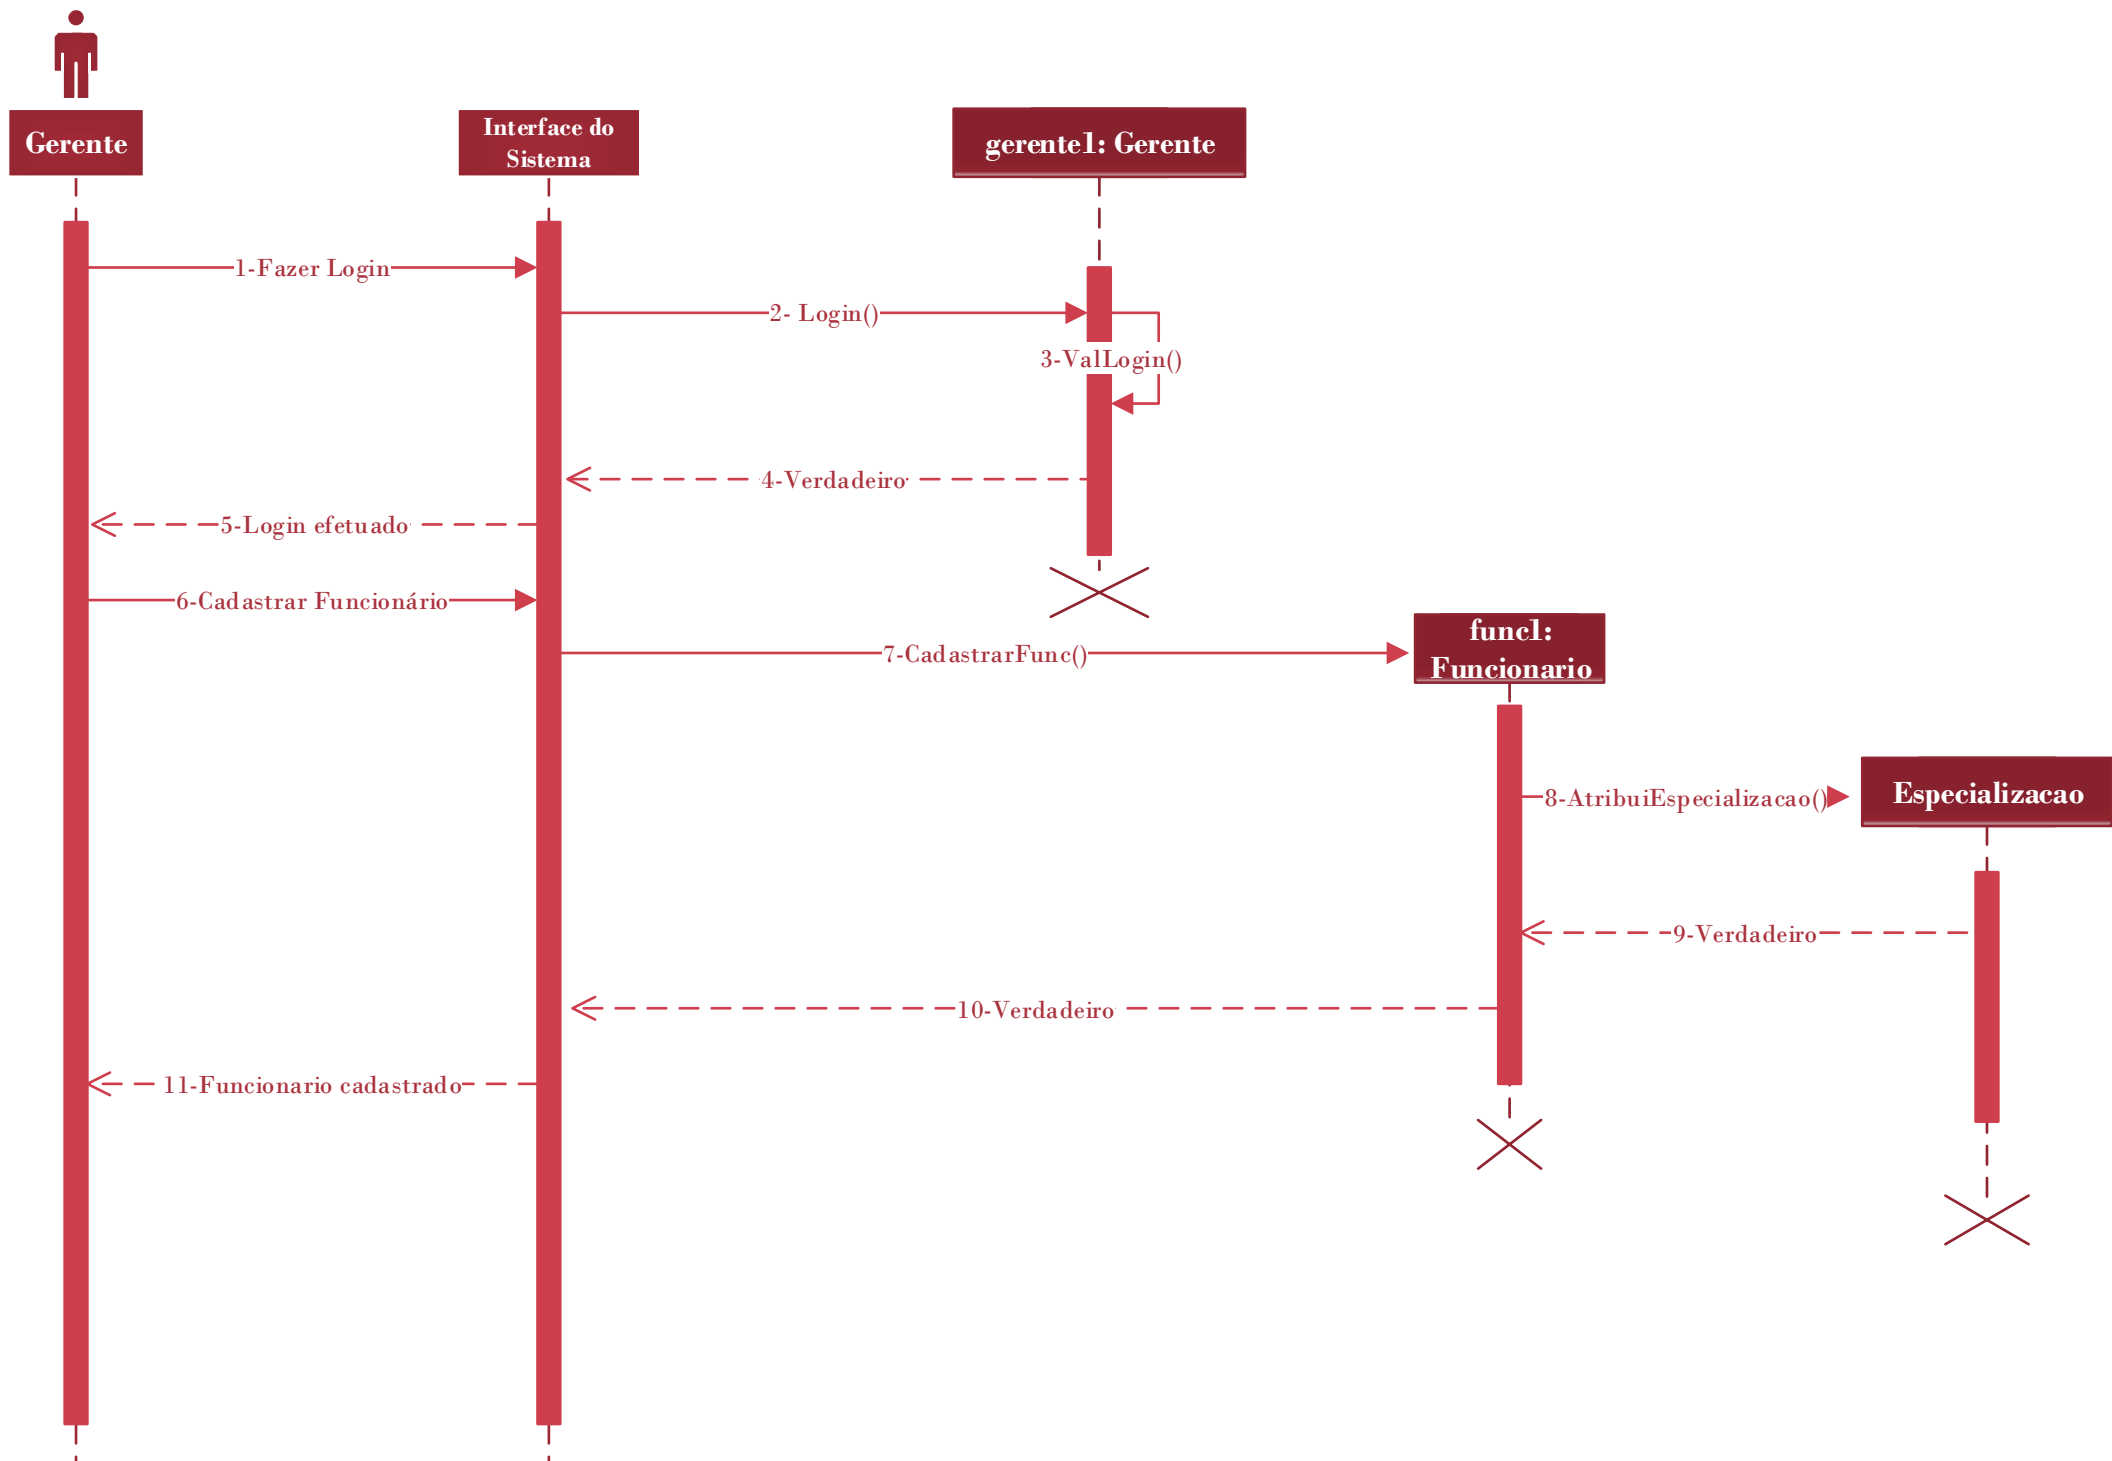 Gerente
Interface do
Sistema
gerente1: Gerente
1-Fazer Login
2- Login()
3-ValLogin()
4-Verdadeiro
5-Login efetuado
6-Cadastrar Funcionário
func1:
Funcionario
7-CadastrarFunc()
8-AtribuiEspecializacao()
Especializacao
9-Verdadeiro
10-Verdadeiro
11-Funcionario cadastrado